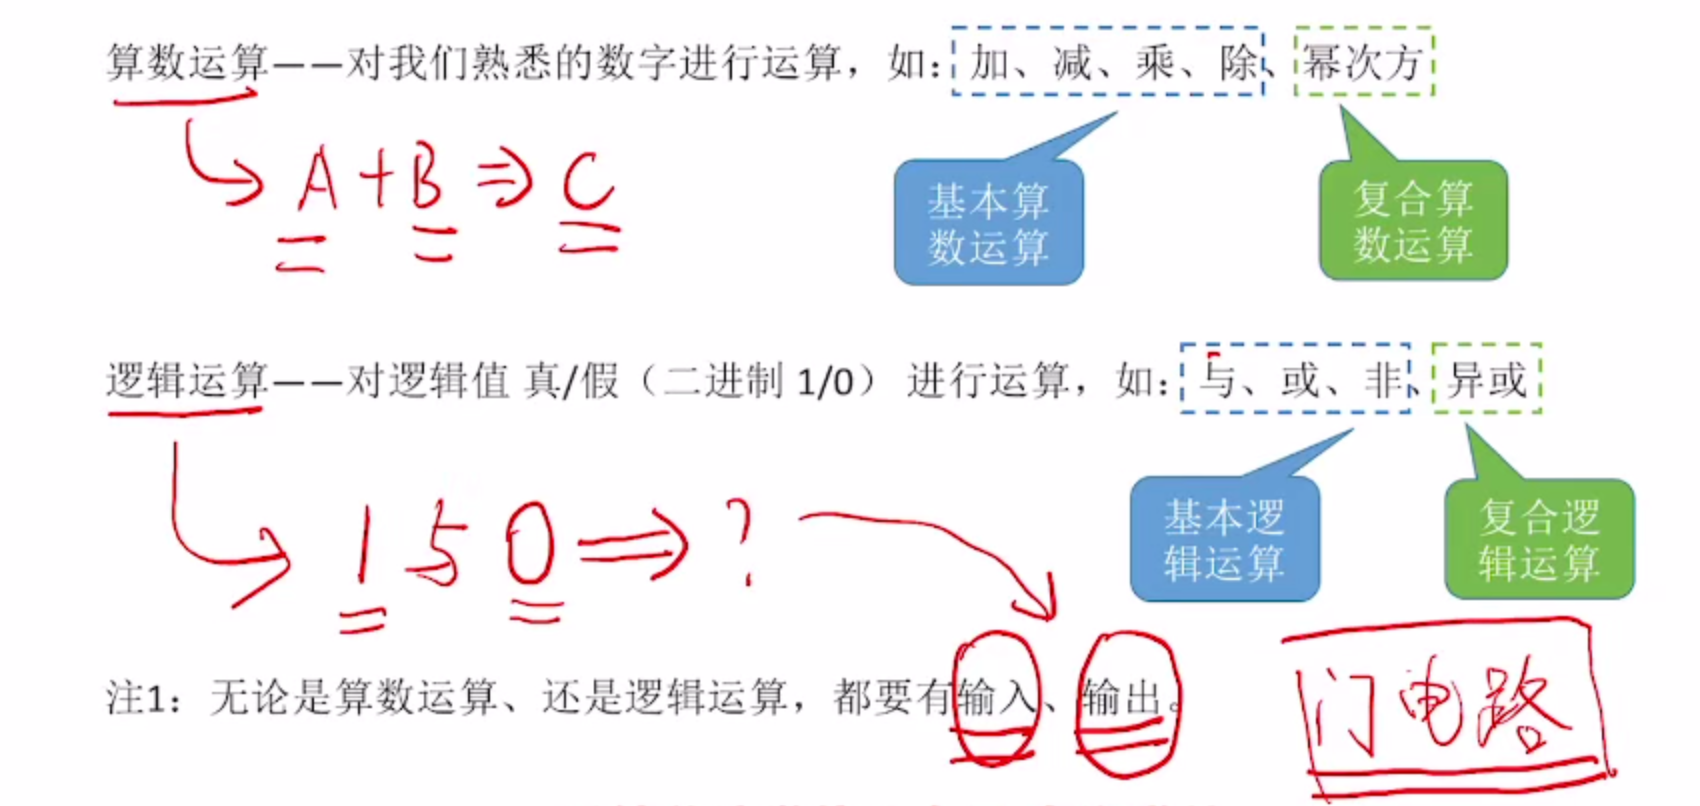 算数运算——对我们熟悉的数字进行运算，如：加、减、乘、除、幂次方
A + B ⇒ C
基本算
数运算
复合算
数运算
逻辑运算——对逻辑值 真/假（二进制 1/0） 进行运算，如：与、或、非、异或
1 与 0 ⇒ ?
基本逻
辑运算
复合逻
辑运算
注1：无论是算数运算、还是逻辑运算，都要有输入、输出。
门电路